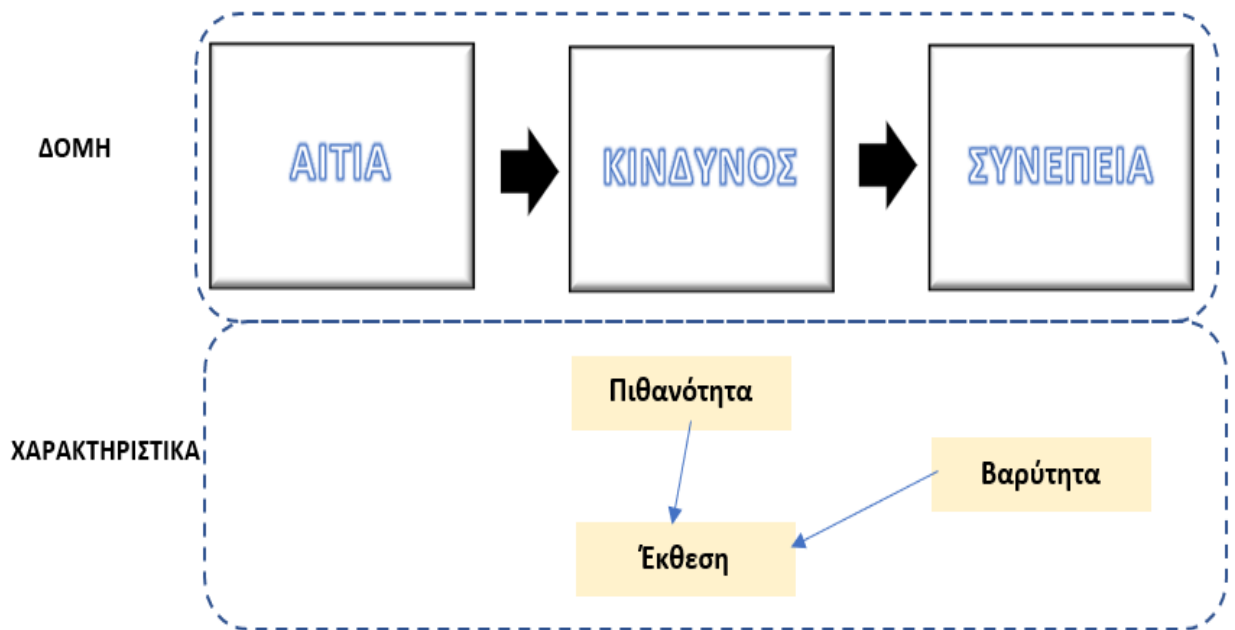 ΔΟΜΗ
ΑΙΤΙΑ
ΚΙΝΔΥΝΟΣ
ΣΥΝΕΠΕΙΑ
ΧΑΡΑΚΤΗΡΙΣΤΙΚΑ
Πιθανότητα
Βαρύτητα
Έκθεση